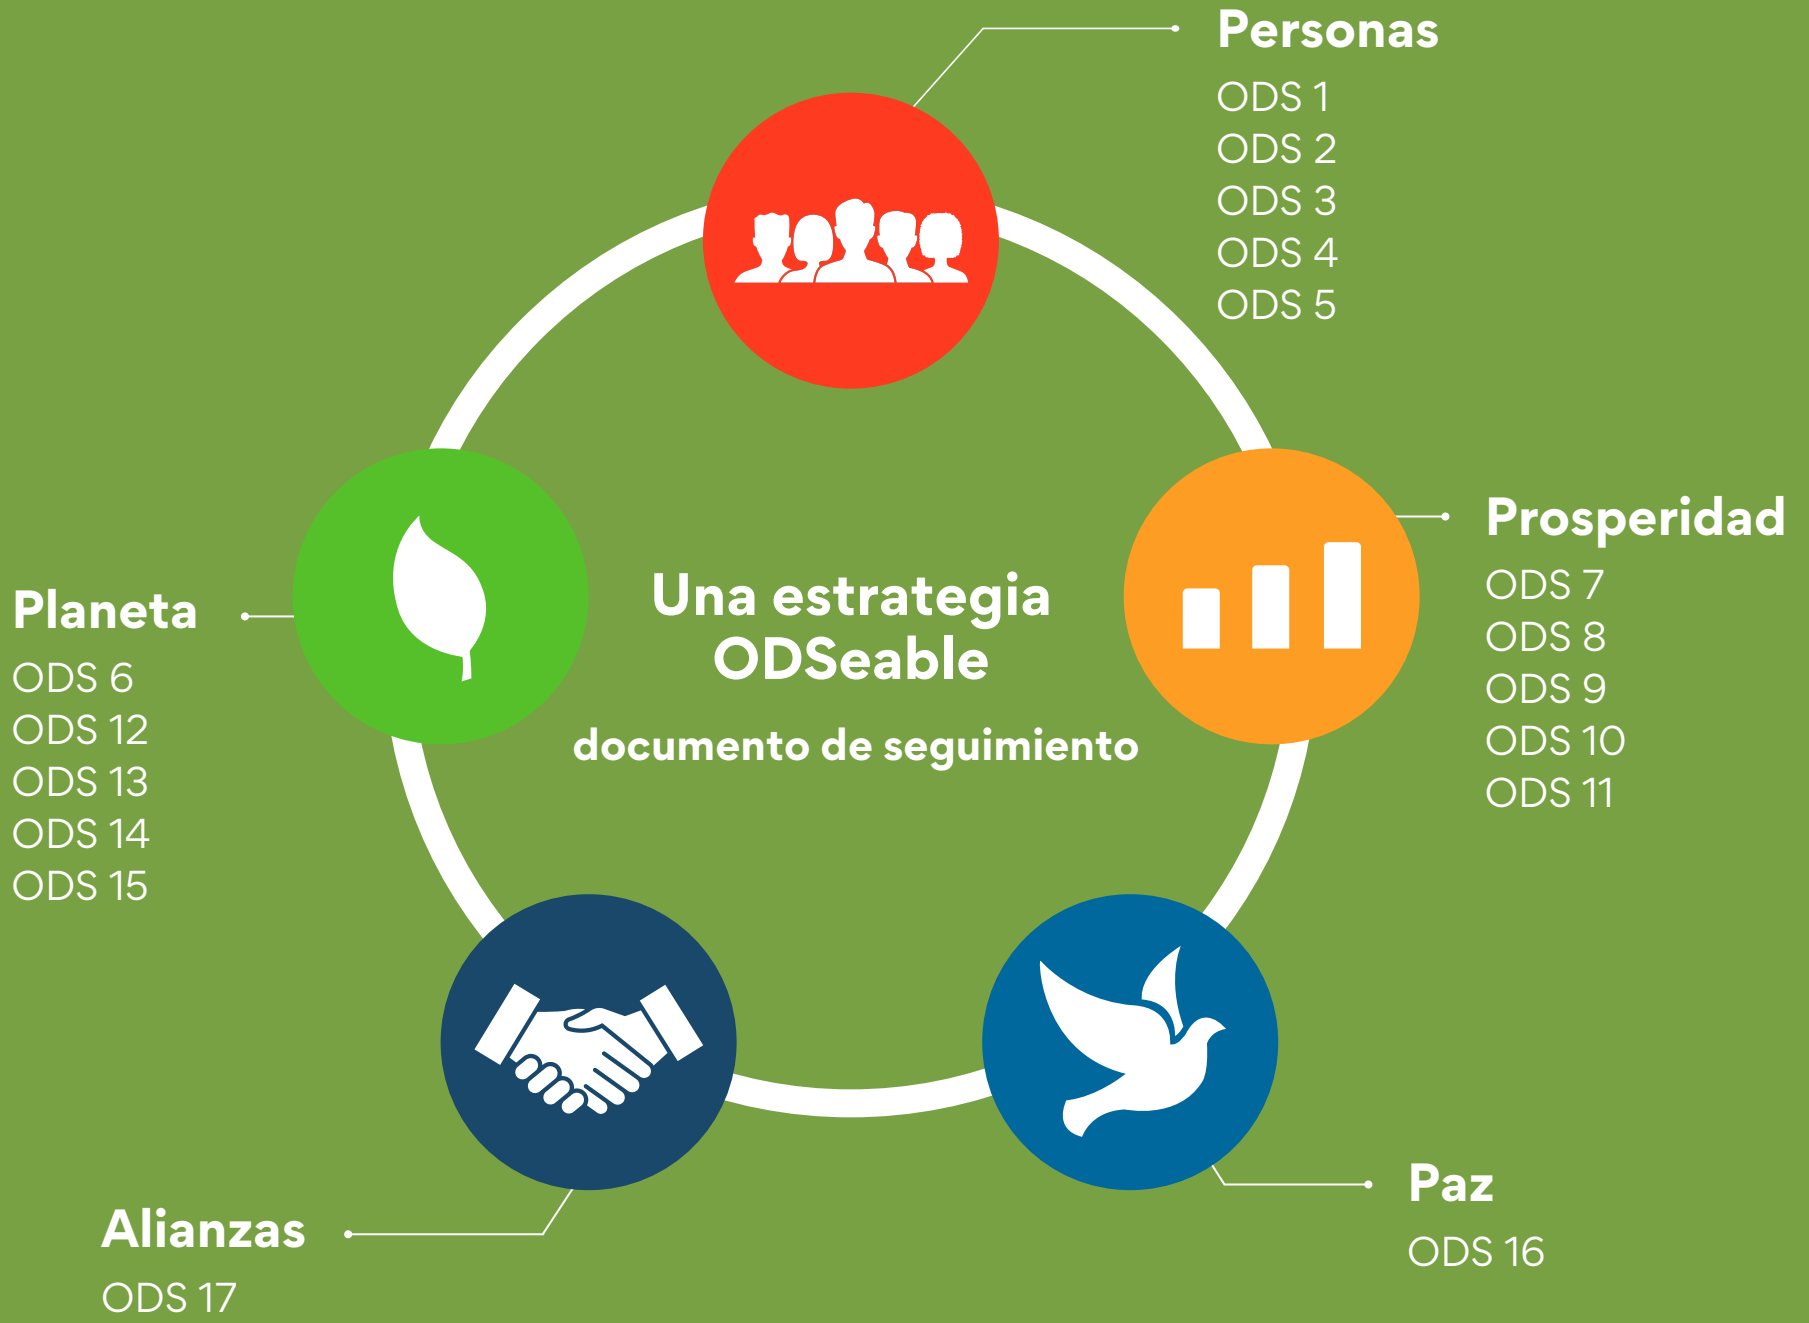 Personas
ODS 1
ODS 2
ODS 3
ODS 4
ODS 5
Prosperidad
ODS 7
ODS 8
ODS 9
ODS 10
ODS 11
Una estrategia
ODSeable
documento de seguimiento
Planeta
ODS 6
ODS 12
ODS 13
ODS 14
ODS 15
Paz
ODS 16
Alianzas
ODS 17